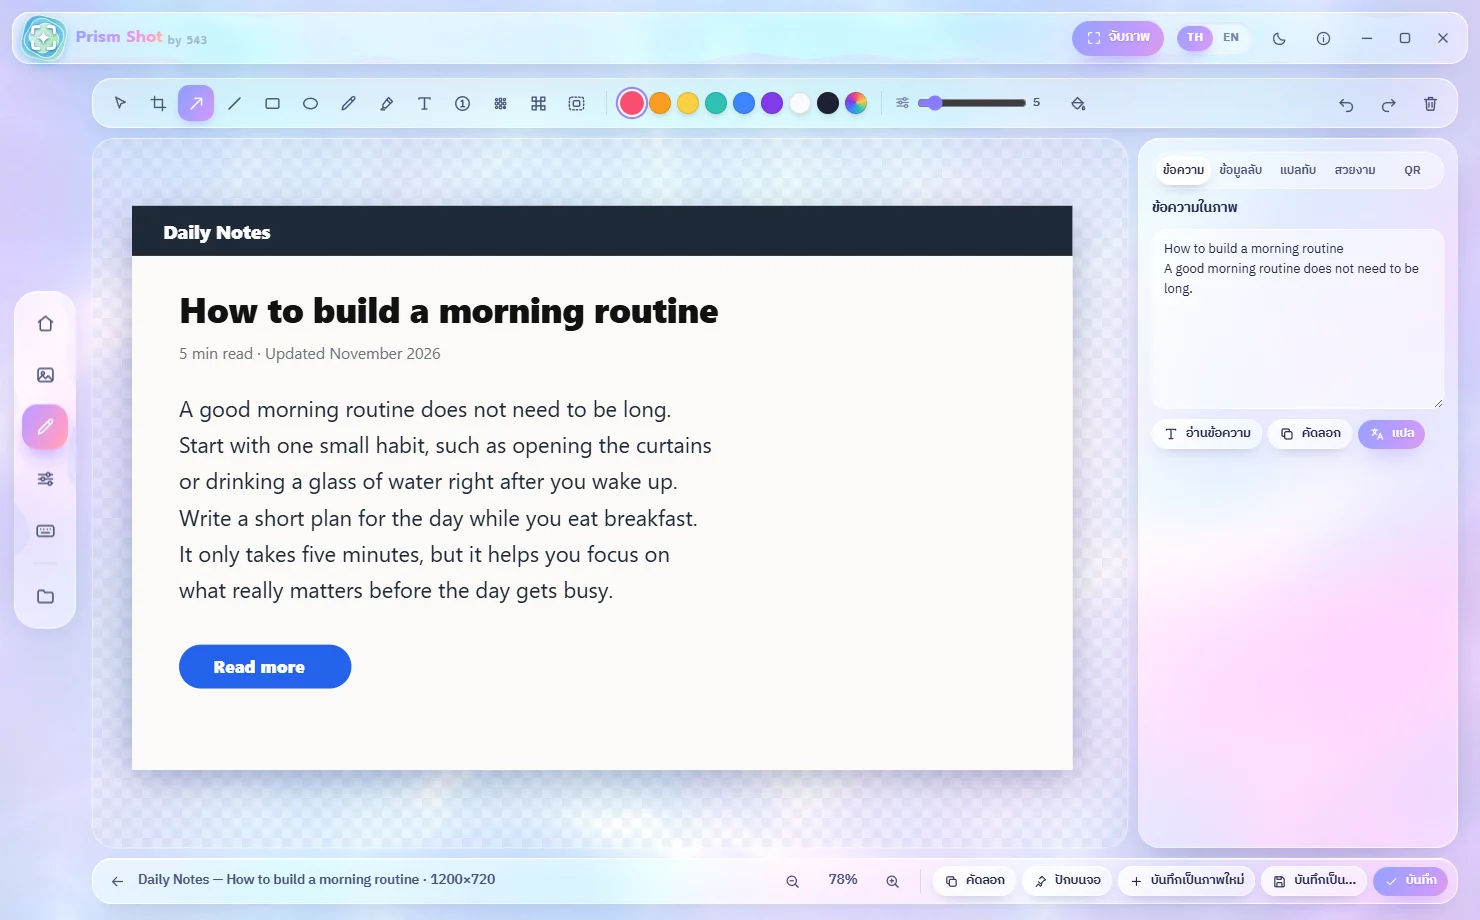 Prism Shot by 543
จับภาพ
TH EN
5
ข้อความ ข้อมูลลับ แปลทับ สวยงาม QR
ข้อความในภาพ
How to build a morning routine
A good morning routine does not need to be
long.
อ่านข้อความ คัดลอก แปล
Daily Notes
How to build a morning routine
5 min read · Updated November 2026
A good morning routine does not need to be long.
Start with one small habit, such as opening the curtains
or drinking a glass of water right after you wake up.
Write a short plan for the day while you eat breakfast.
It only takes five minutes, but it helps you focus on
what really matters before the day gets busy.
Read more
Daily Notes — How to build a morning routine · 1200×720
78%
คัดลอก ปักบนจอ บันทึกเป็นภาพใหม่ บันทึกเป็น... บันทึก